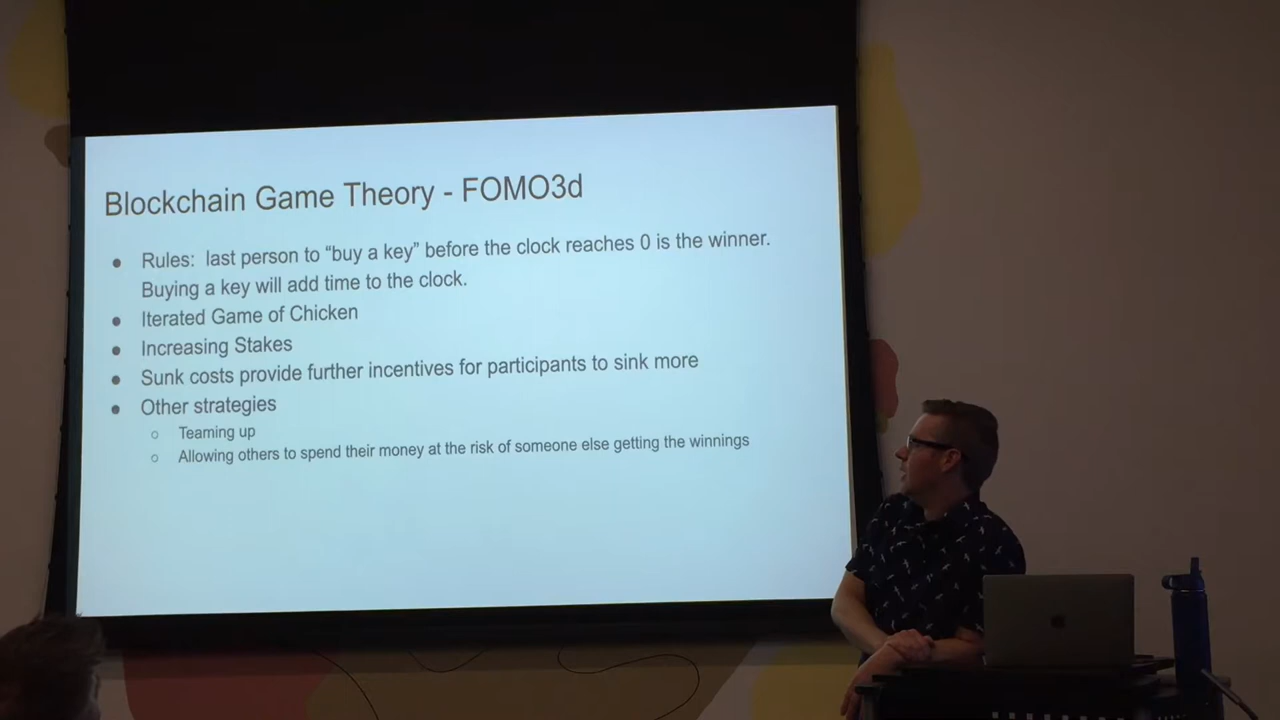 Blockchain Game Theory - FOMO3d
● Rules: last person to “buy a key” before the clock reaches 0 is the winner.
Buying a key will add time to the clock.
● Iterated Game of Chicken
● Increasing Stakes
● Sunk costs provide further incentives for participants to sink more
● Other strategies
○ Teaming up
○ Allowing others to spend their money at the risk of someone else getting the winnings